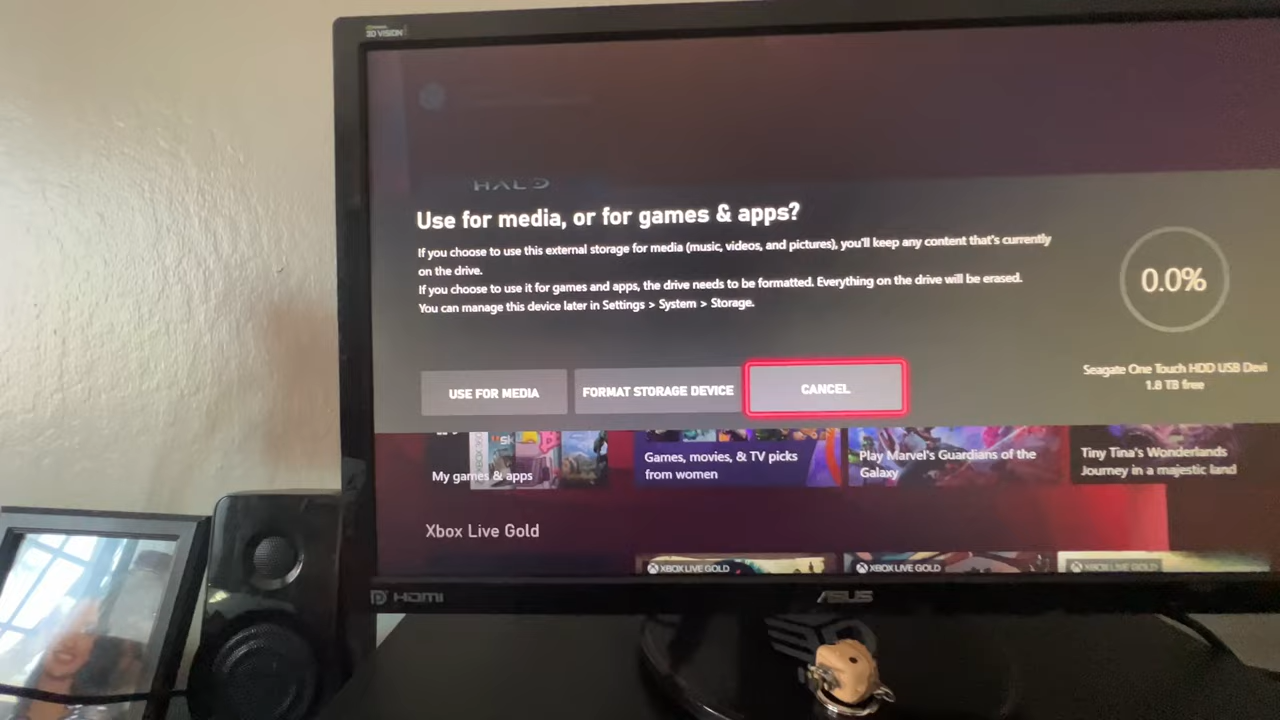 3D VISION
HALO
Use for media, or for games & apps?
If you choose to use this external storage for media (music, videos, and pictures), you'll keep any content that's currently
on the drive.
If you choose to use it for games and apps, the drive needs to be formatted. Everything on the drive will be erased.
You can manage this device later in Settings > System > Storage.
0.0%
Seagate One Touch HDD USB Devi
1.8 TB free
USE FOR MEDIA
FORMAT STORAGE DEVICE
CANCEL
My games & apps
Games, movies, & TV picks
from women
Play Marvel's Guardians of the
Galaxy
Tiny Tina's Wonderlands
Journey in a majestic land
Xbox Live Gold
XBOX LIVE GOLD
XBOX LIVE GOLD
XBOX LIVE GOLD
HDMI
ASUS